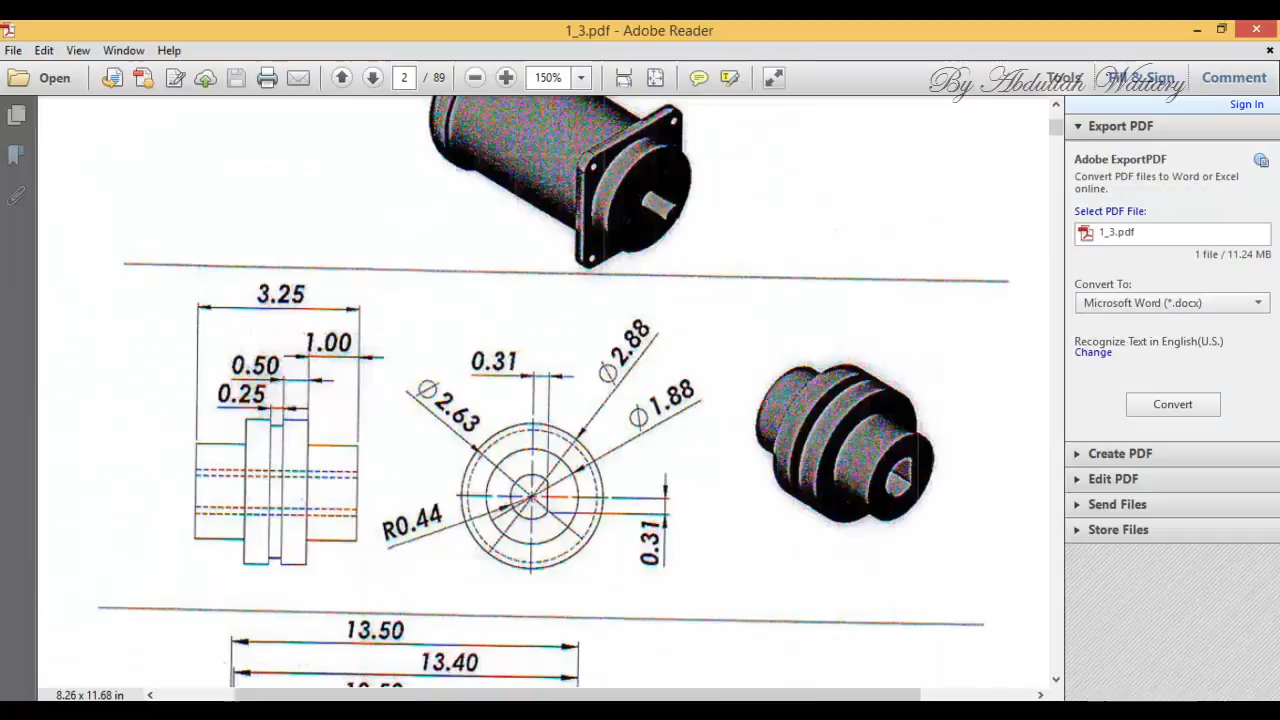 1_3.pdf - Adobe Reader
File Edit View Window Help
Open 2 / 89 150% Tools Fill & Sign Comment
By Abdullah
Sign In
Export PDF
Adobe ExportPDF
Convert PDF files to Word or Excel
online.
Select PDF File:
1_3.pdf
1 file / 11.24 MB
Convert To:
Microsoft Word (*.docx)
Recognize Text in English(U.S.)
Change
Convert
Create PDF
Edit PDF
Send Files
Store Files
3.25
1.00
0.50
0.25
0.31
∅2.88
∅2.63
∅1.88
R0.44
0.31
13.50
13.40
8.26 x 11.68 in